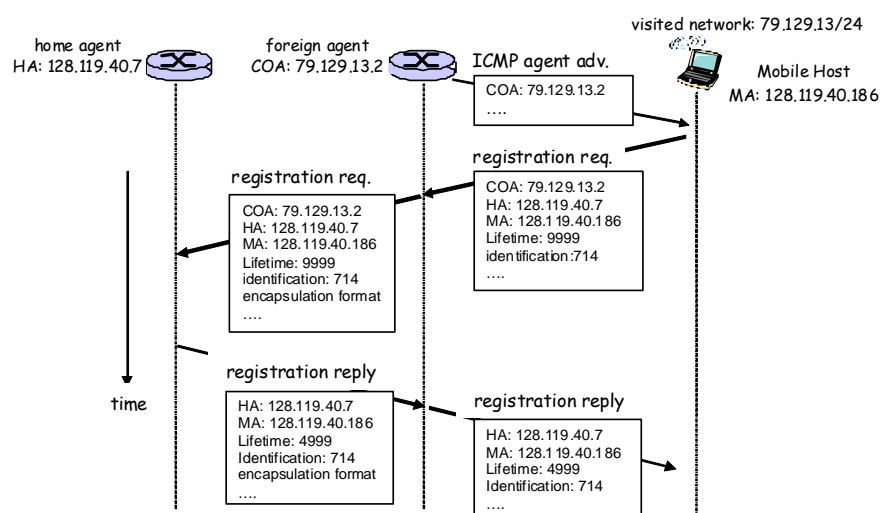 visited network: 79.129.13/24
home agent
HA: 128.119.40.7
foreign agent
COA: 79.129.13.2
ICMP agent adv.
COA: 79.129.13.2
....
Mobile Host
MA: 128.119.40.186
registration req.
COA: 79.129.13.2
HA: 128.119.40.7
MA: 128.119.40.186
Lifetime: 9999
identification:714
....
registration req.
COA: 79.129.13.2
HA: 128.119.40.7
MA: 128.119.40.186
Lifetime: 9999
identification: 714
encapsulation format
....
time
registration reply
HA: 128.119.40.7
MA: 128.119.40.186
Lifetime: 4999
Identification: 714
encapsulation format
....
registration reply
HA: 128.119.40.7
MA: 128.119.40.186
Lifetime: 4999
Identification: 714
....